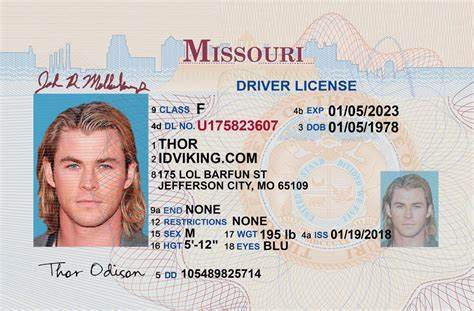 MISSOURI
DRIVER LICENSE
9 CLASS F
4b EXP 01/05/2023
4d DL NO. U175823607
3 DOB 01/05/1978
1 THOR
2 IDVIKING.COM
8 175 LOL BARFUN ST
JEFFERSON CITY, MO 65109
9a END NONE
12 RESTRICTIONS NONE
15 SEX M
17 WGT 195 lb
4a ISS 01/19/2018
16 HGT 5'-12"
18 EYES BLU
Thor Odison
5 DD 105489825714